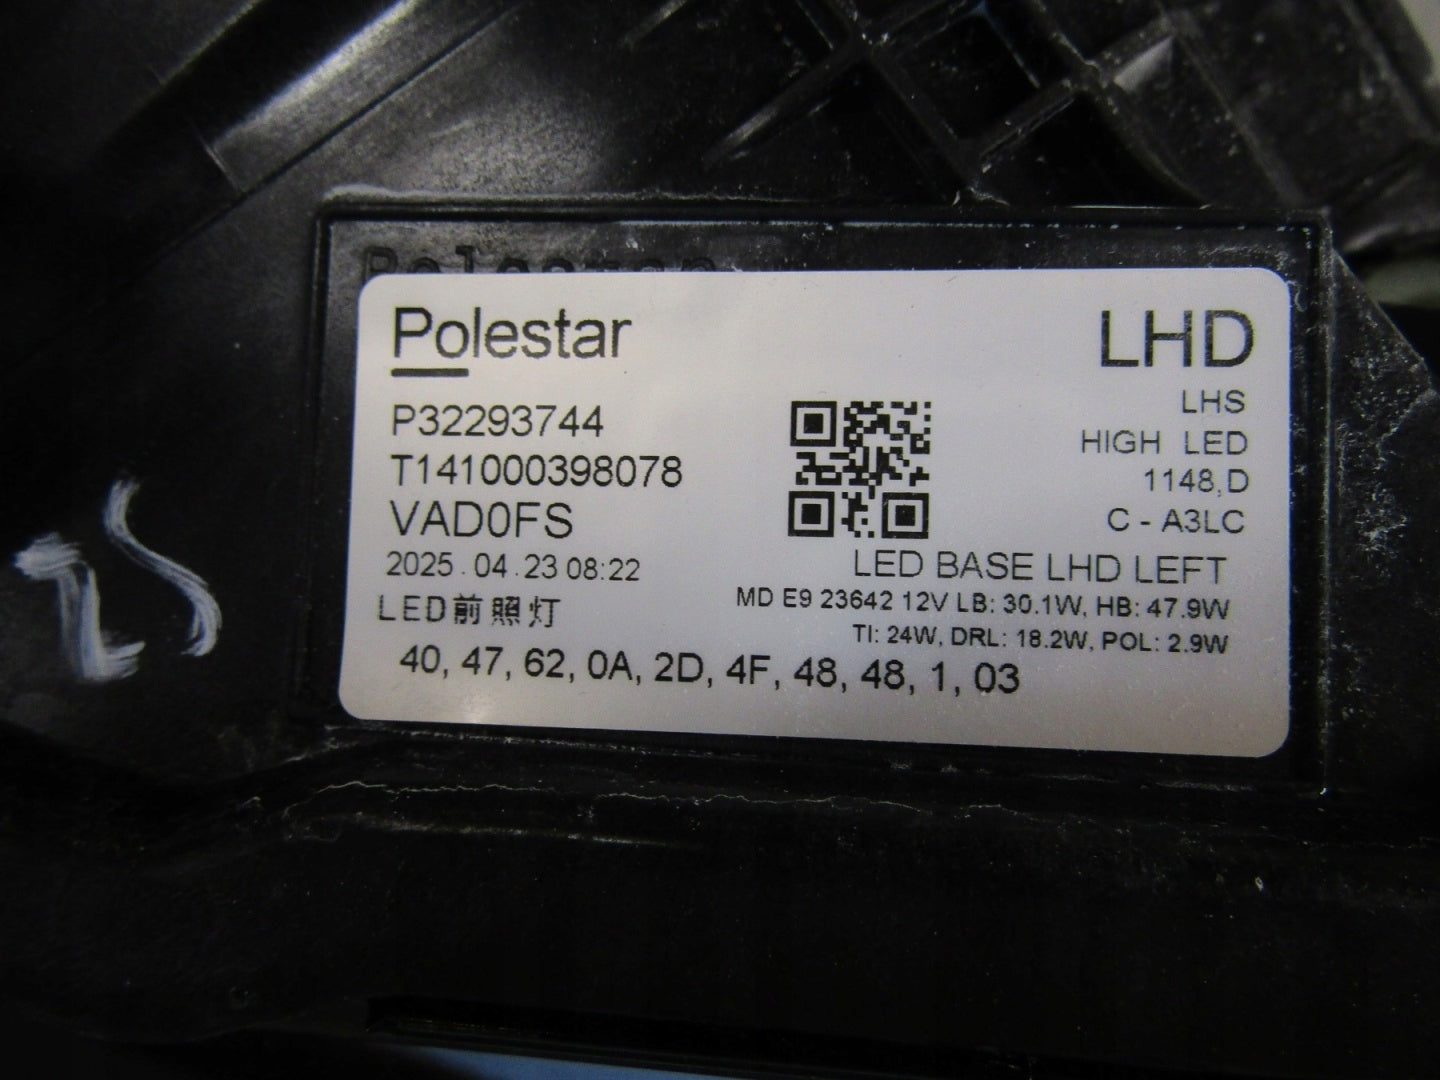 Polestar
LHD
P32293744
LHS
T141000398078
HIGH LED
VAD0FS
1148,D
2025.04.23 08:22
C - A3LC
LED前照灯
LED BASE LHD LEFT
MD E9 23642 12V LB: 30.1W, HB: 47.9W
TI: 24W, DRL: 18.2W, POL: 2.9W
40, 47, 62, 0A, 2D, 4F, 48, 48, 1, 03